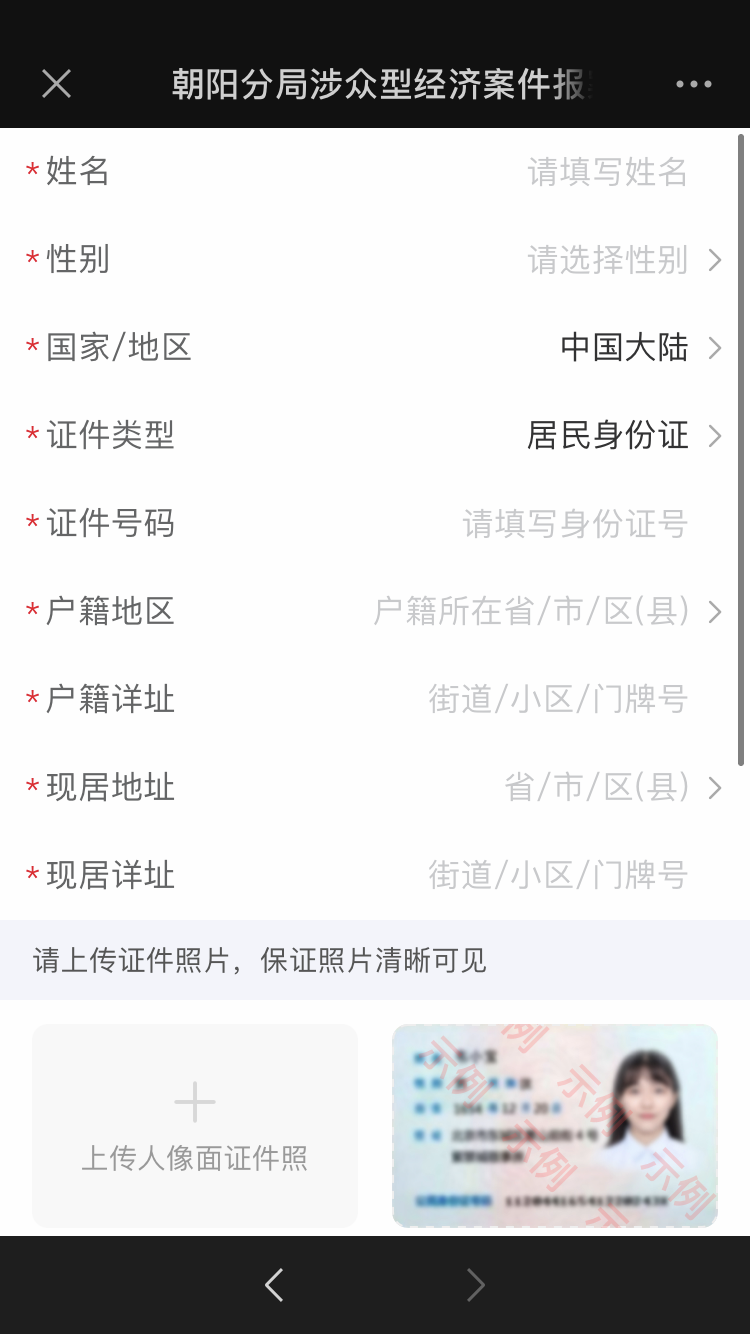 朝阳分局涉众型经济案件报
*姓名 请填写姓名
*性别 请选择性别
*国家/地区 中国大陆
*证件类型 居民身份证
*证件号码 请填写身份证号
*户籍地区 户籍所在省/市/区(县)
*户籍详址 街道/小区/门牌号
*现居地址 省/市/区(县)
*现居详址 街道/小区/门牌号
请上传证件照片，保证照片清晰可见
上传人像面证件照
示例
示例
示例
示例
示例
示